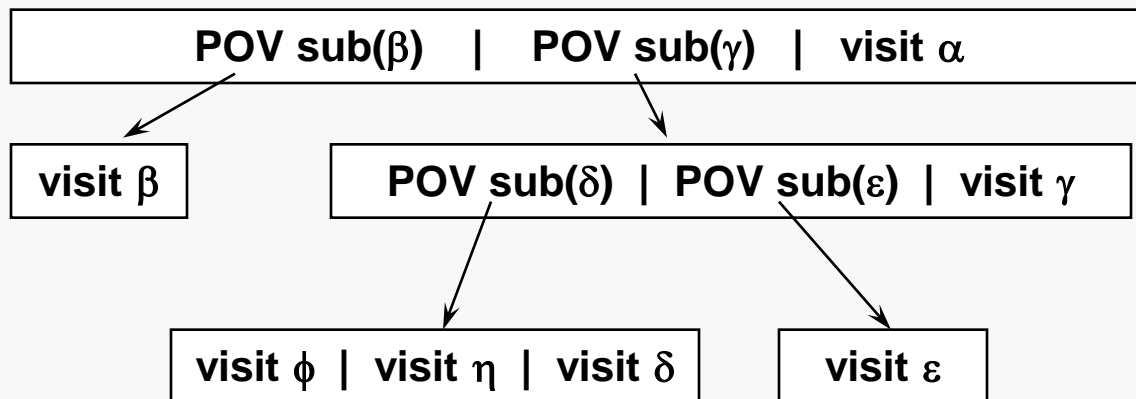 POV sub(β) | POV sub(γ) | visit α
visit β
POV sub(δ) | POV sub(ε) | visit γ
visit ϕ | visit η | visit δ
visit ε